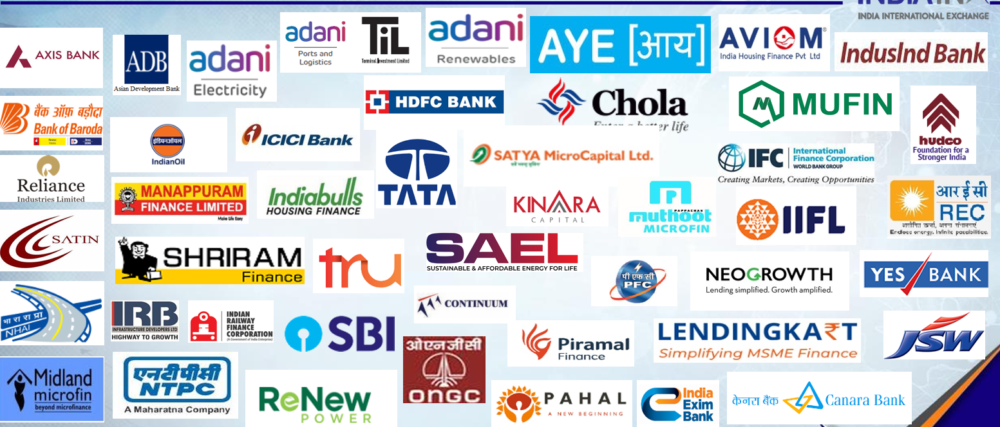 INDIA INX
INDIA INTERNATIONAL EXCHANGE
AXIS BANK
ADB
Asian Development Bank
adani
Electricity
adani
Ports and
Logistics
TiL
Terminal Investment Limited
adani
Renewables
AYE [आय]
AVIOM
India Housing Finance Pvt Ltd
IndusInd Bank
बैंक ऑफ़ बड़ौदा
Bank of Baroda
इंडियनऑयल
IndianOil
ICICI Bank
HDFC BANK
Chola
Enter a better life
MUFIN
hudco
Foundation for a
Stronger India
Reliance
Industries Limited
MANAPPURAM
FINANCE LIMITED
Make Life Easy
Indiabulls
HOUSING FINANCE
TATA
SATYA MicroCapital Ltd.
KINARA
CAPITAL
PAPPACHAN
muthoot
MICROFIN
IFC
International
Finance Corporation
WORLD BANK GROUP
Creating Markets, Creating Opportunities
IIFL
आर ई सी
REC
Endless energy. Infinite possibilities.
SATIN
SHRIRAM
Finance
tru
SAEL
SUSTAINABLE & AFFORDABLE ENERGY FOR LIFE
पी एफ सी
PFC
NEOGROWTH
Lending simplified. Growth amplified.
YES BANK
भा रा रा प्रा
NHAI
IRB
INFRASTRUCTURE DEVELOPERS LTD
HIGHWAY TO GROWTH
INDIAN
RAILWAY
FINANCE
CORPORATION
(A Government of India Enterprise)
SBI
CONTINUUM
ओएनजीसी
ONGC
Piramal
Finance
LENDINGKA₹T
Simplifying MSME Finance
JSW
Midland
microfin
beyond microfinance
एनटीपीसी
NTPC
A Maharatna Company
ReNew
POWER
PAHAL
A NEW BEGINNING
India
Exim
Bank
केनरा बैंक Canara Bank